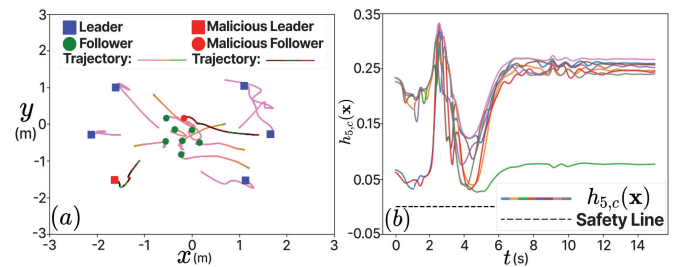 3
2
1
0
-1
-2
-3
y
(m)
Leader
Malicious Leader
Follower
Malicious Follower
Trajectory:
Trajectory:
(a)
-3
-2
-1
0
1
2
3
x (m)
0.35
0.25
0.15
0.05
-0.05
h5,c(x)
h5,c(x)
Safety Line
(b)
0
2
4
6
8
10
12
14
t (s)